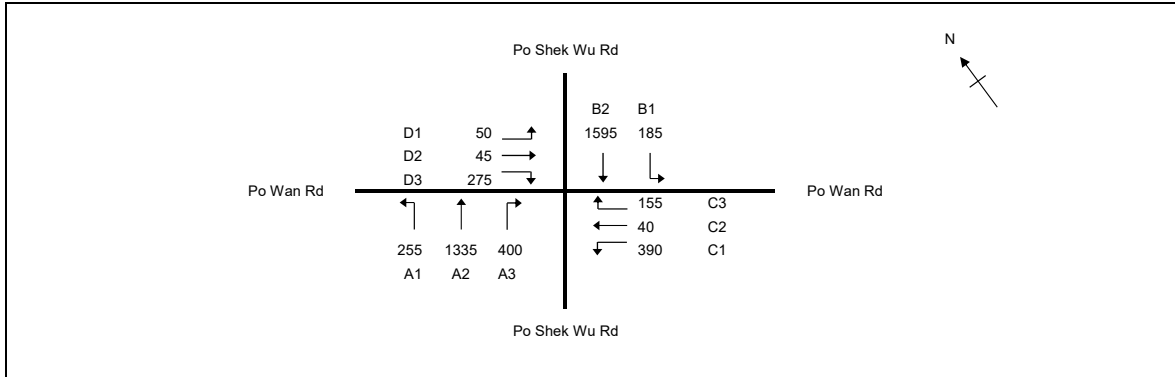 N
Po Shek Wu Rd
B2 B1
D1 50 1595 185
D2 45
D3 275
Po Wan Rd Po Wan Rd
155 C3
40 C2
255 1335 400 390 C1
A1 A2 A3
Po Shek Wu Rd